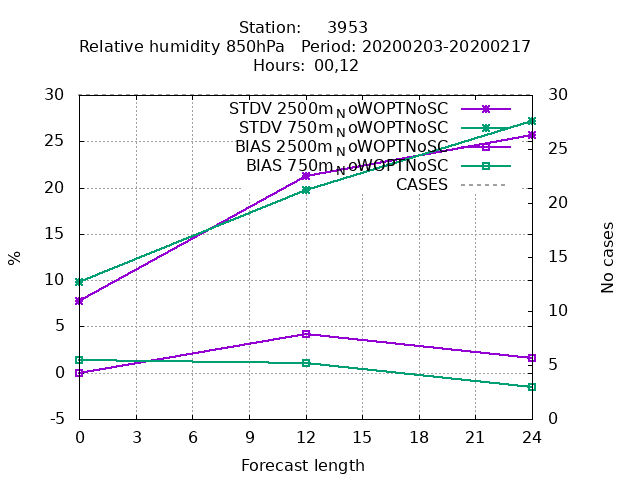 Station: 3953
Relative humidity 850hPa Period: 20200203-20200217
Hours: 00,12
STDV 2500m NoWOPTNoSC
STDV 750m NoWOPTNoSC
BIAS 2500m NoWOPTNoSC
BIAS 750m NoWOPTNoSC
CASES
%
30
25
20
15
10
5
0
-5
30
25
20
15
10
5
0
No cases
0 3 6 9 12 15 18 21 24
Forecast length